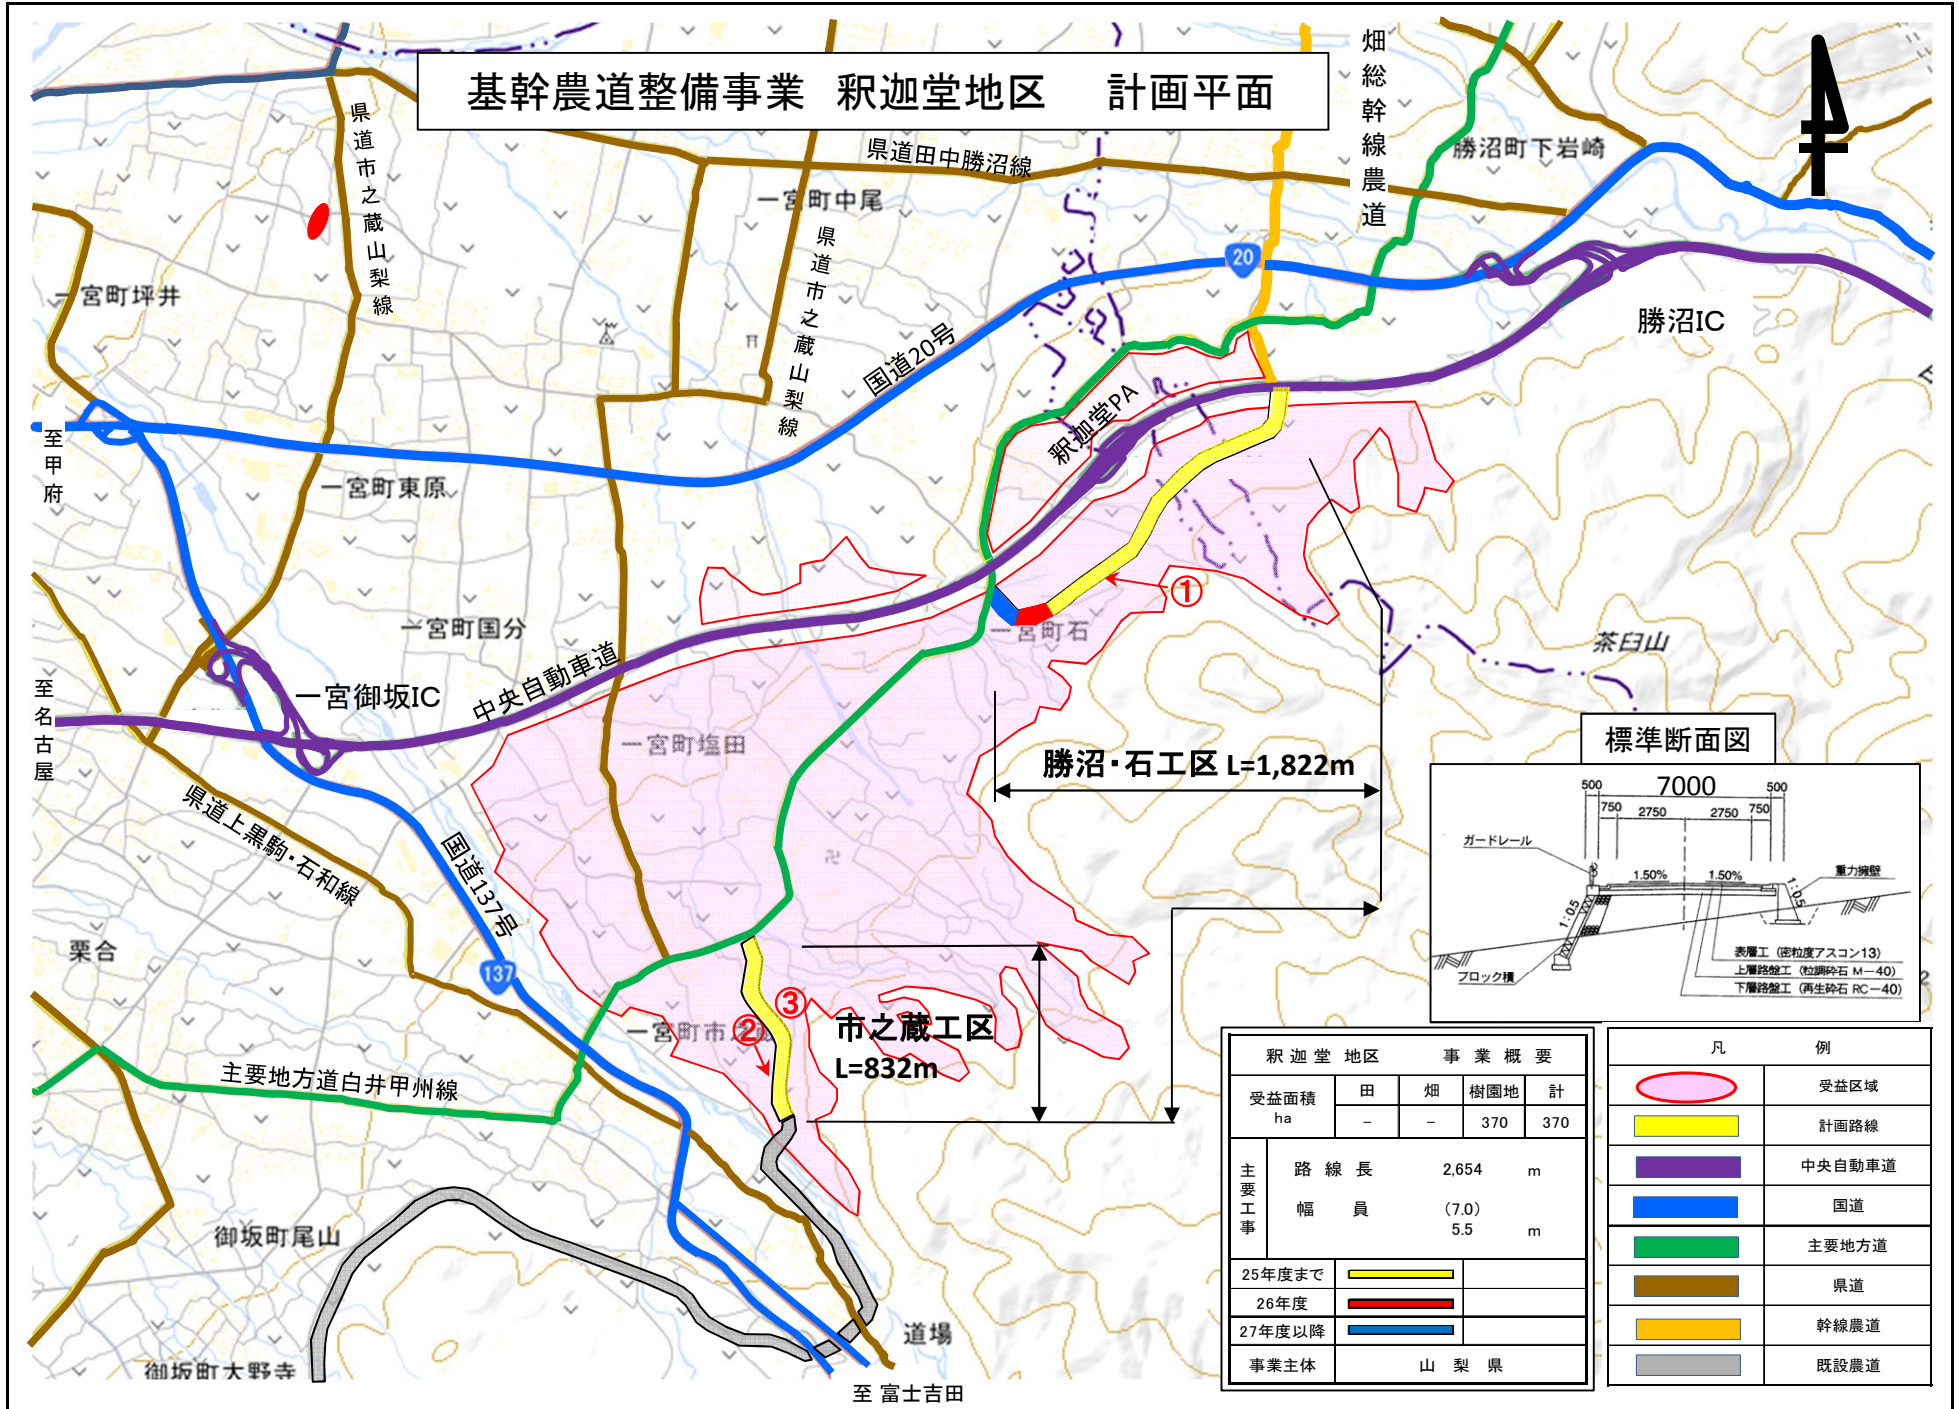 基幹農道整備事業 釈迦堂地区 計画平面
畑総幹線農道
県道市之蔵山梨線
県道田中勝沼線
勝沼町下岩崎
一宮町中尾
県道市之蔵山梨線
20
一宮町坪井
勝沼IC
国道20号
釈迦堂PA
至甲府
一宮町東原
①
一宮町国分
一宮町石
茶臼山
中央自動車道
一宮御坂IC
至名古屋
一宮町塩田
勝沼・石工区 L=1,822m
県道上黒駒・石和線
国道137号
栗合
137
③
②
一宮町市之蔵
市之蔵工区
L=832m
主要地方道白井甲州線
御坂町尾山
道場
御坂町大野寺
至 富士吉田
標準断面図
500 7000 500
750 2750 2750 750
ガードレール
1.50% 1.50%
重力擁壁
1:0.5
1:0.5
表層工 (密粒度アスコン13)
上層路盤工 (粒調砕石 M-40)
下層路盤工 (再生砕石 RC-40)
ブロック積
釈迦堂 地区 事業概要
受益面積 ha 田 畑 樹園地 計
- - 370 370
主要工事
路線長 2,654 m
幅員 (7.0)
5.5 m
25年度まで
26年度
27年度以降
事業主体 山梨県
凡例
受益区域
計画路線
中央自動車道
国道
主要地方道
県道
幹線農道
既設農道